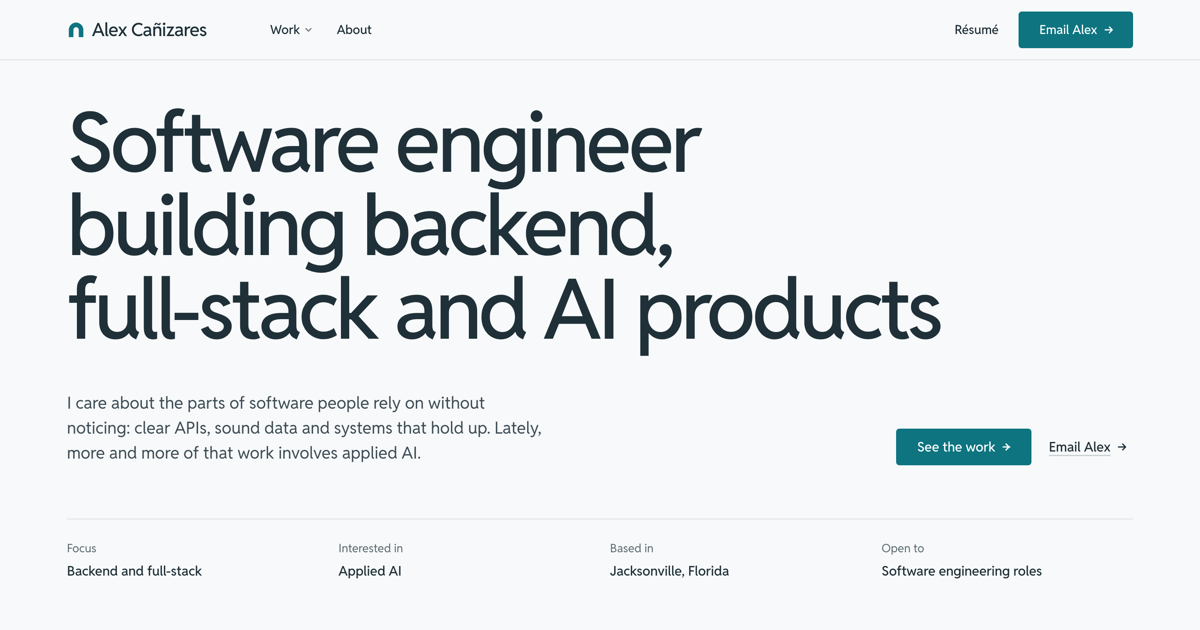 Alex Cañizares
Work
About
Résumé
Email Alex →
Software engineer
building backend,
full-stack and AI products
I care about the parts of software people rely on without
noticing: clear APIs, sound data and systems that hold up. Lately,
more and more of that work involves applied AI.
See the work →
Email Alex →
Focus
Backend and full-stack
Interested in
Applied AI
Based in
Jacksonville, Florida
Open to
Software engineering roles